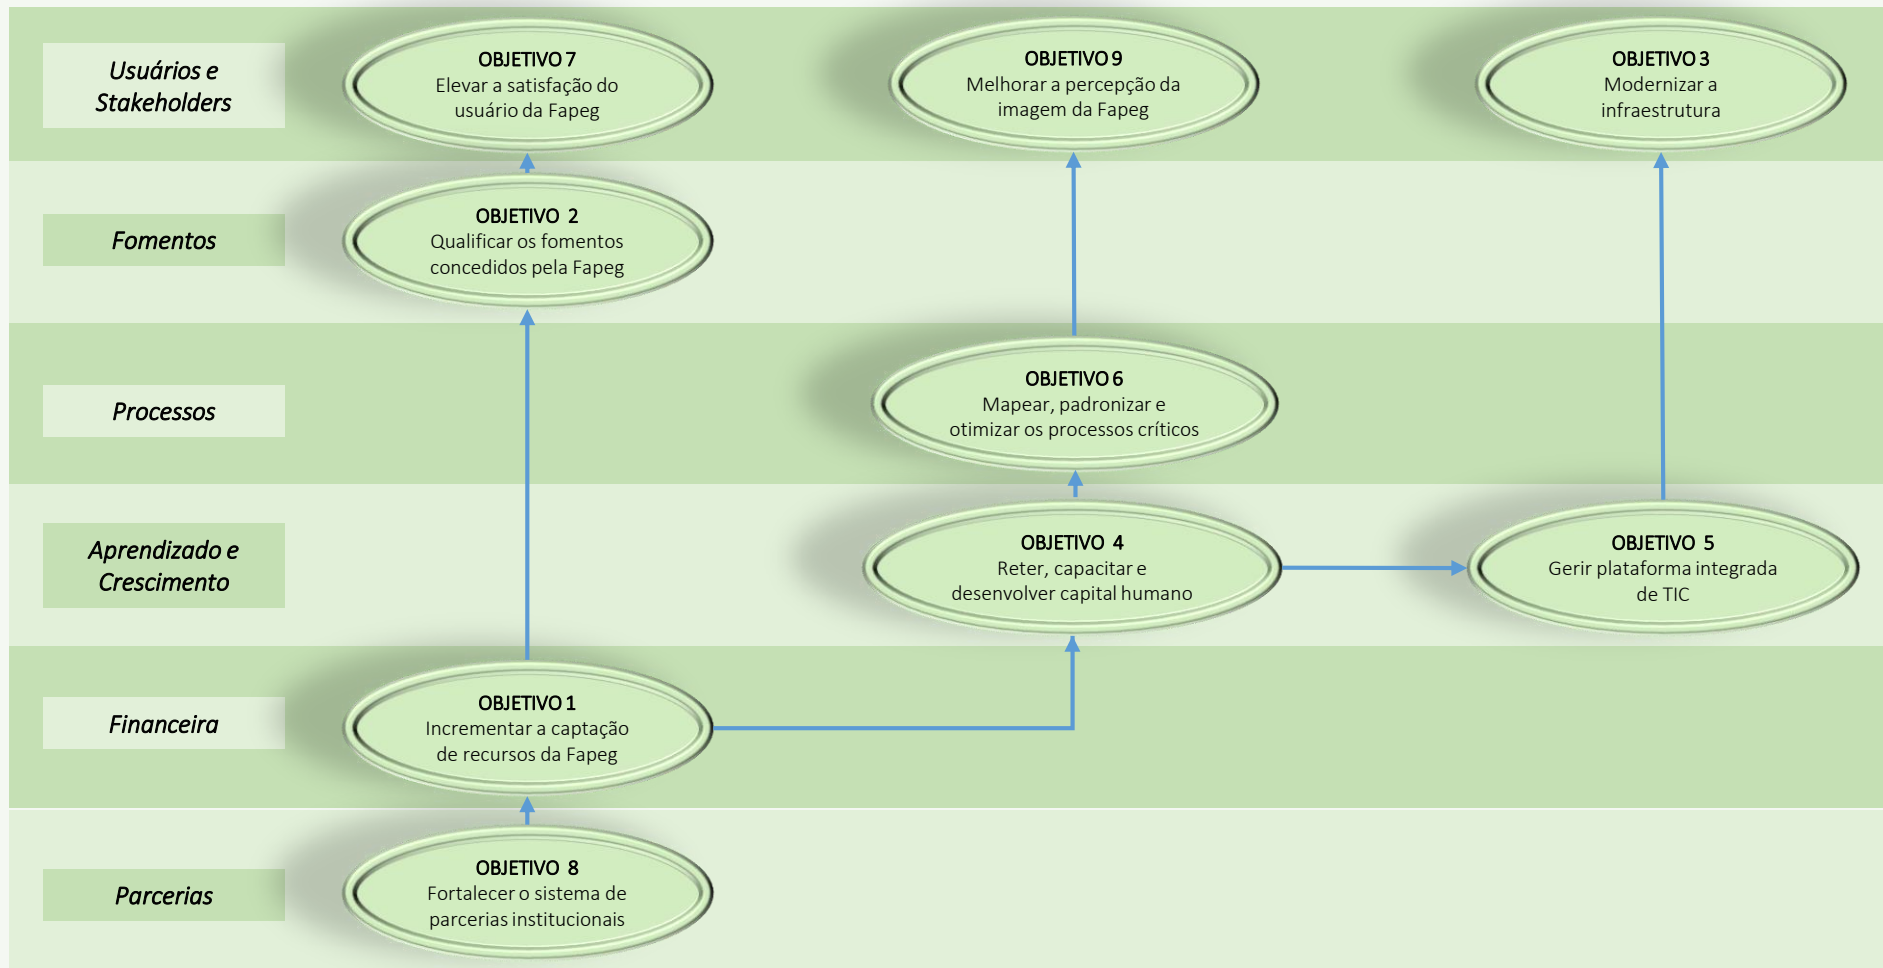 Usuários e
Stakeholders
OBJETIVO 7
Elevar a satisfação do
usuário da Fapeg
OBJETIVO 9
Melhorar a percepção da
imagem da Fapeg
OBJETIVO 3
Modernizar a
infraestrutura
Fomentos
OBJETIVO 2
Qualificar os fomentos
concedidos pela Fapeg
Processos
OBJETIVO 6
Mapear, padronizar e
otimizar os processos críticos
Aprendizado e
Crescimento
OBJETIVO 4
Reter, capacitar e
desenvolver capital humano
OBJETIVO 5
Gerir plataforma integrada
de TIC
Financeira
OBJETIVO 1
Incrementar a captação
de recursos da Fapeg
Parcerias
OBJETIVO 8
Fortalecer o sistema de
parcerias institucionais